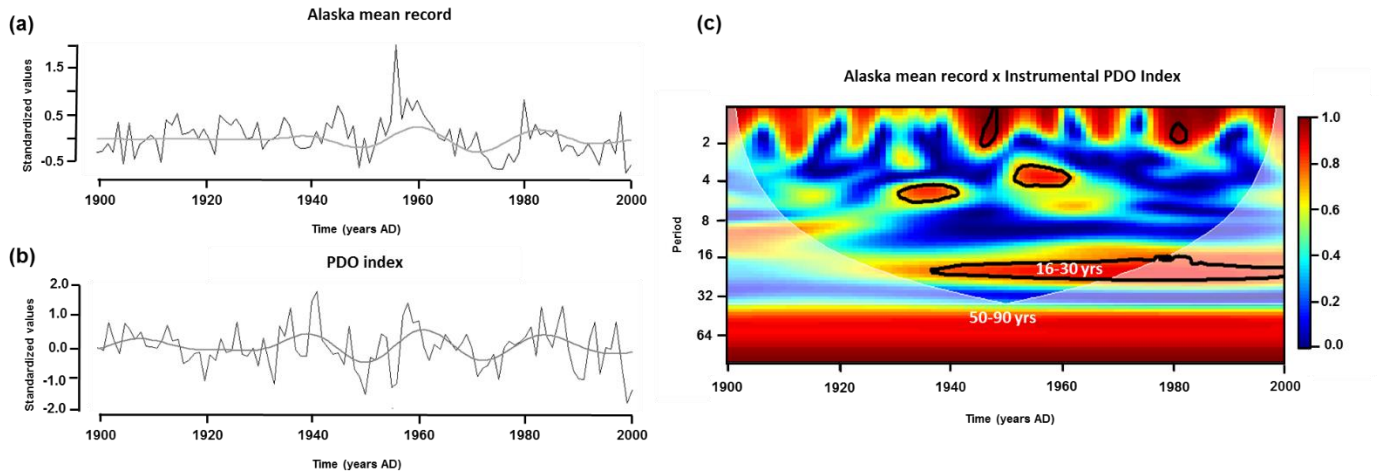 (a)
Alaska mean record
Standardized values
1.5
0.5
-0.5
1900 1920 1940 1960 1980 2000
Time (years AD)
(b)
PDO index
Standardized values
2.0
1.0
0.0
-1.0
-2.0
1900 1920 1940 1960 1980 2000
Time (years AD)
(c)
Alaska mean record x Instrumental PDO Index
Period
2
4
8
16
32
64
16-30 yrs
50-90 yrs
1900 1920 1940 1960 1980 2000
Time (years AD)
1.0
0.8
0.6
0.4
0.2
0.0